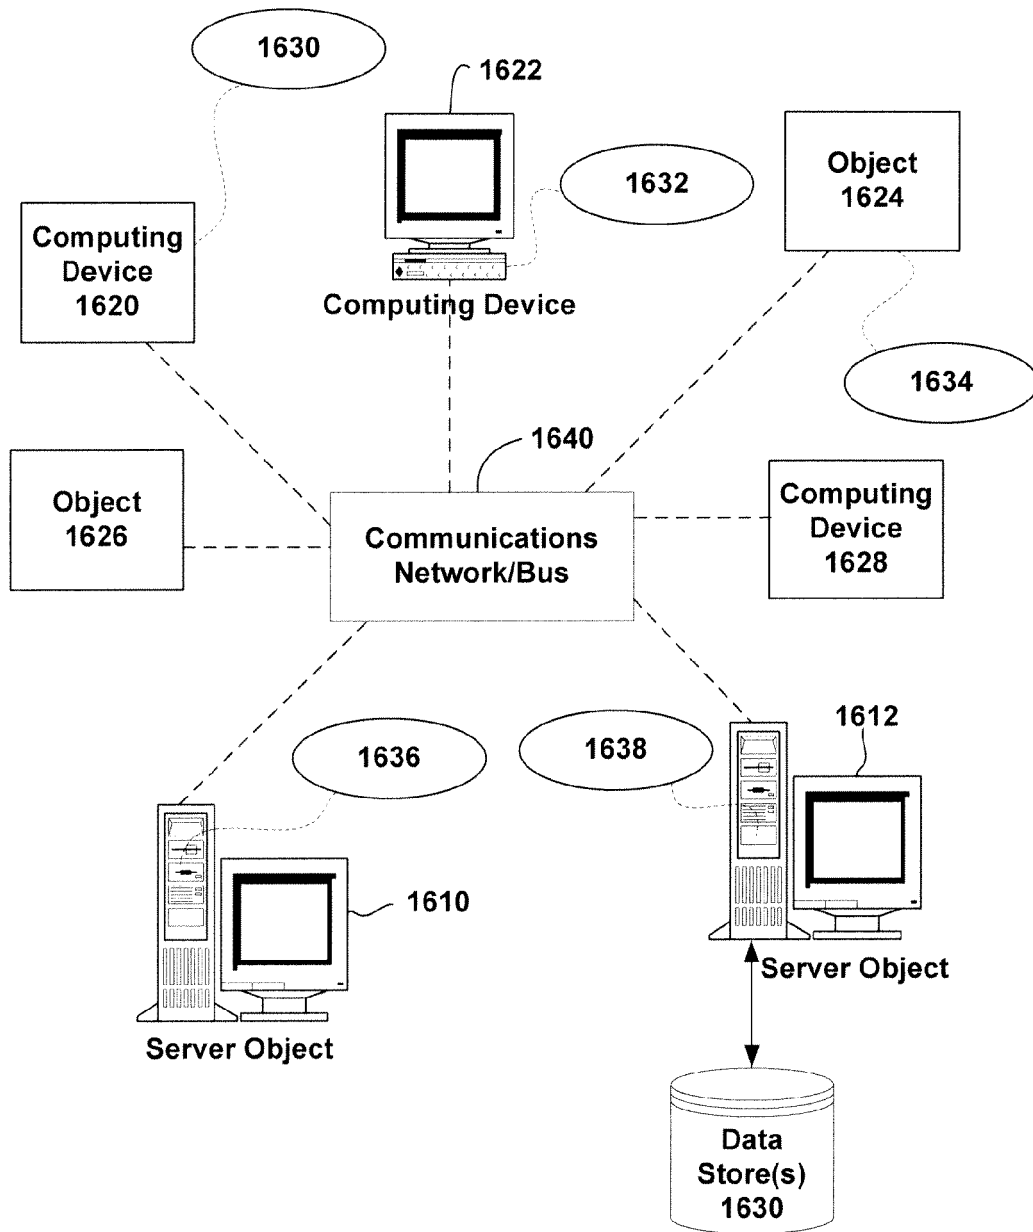 1630
1622
1632
Object
1624
Computing
Device
1620
Computing Device
1634
1640
Object
1626
Communications
Network/Bus
Computing
Device
1628
1636
1638
1612
1610
Server Object
Server Object
Data
Store(s)
1630